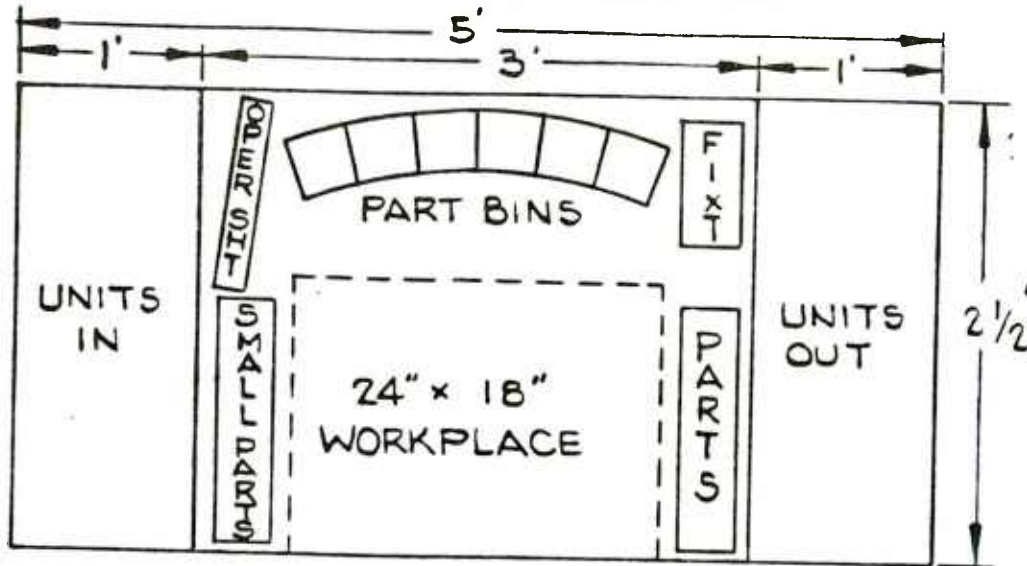 5'
1'
3'
1'
OPER SHT
FIXT
PART BINS
UNITS
IN
SMALL PARTS
24" x 18"
WORKPLACE
PARTS
UNITS
OUT
2 1/2'